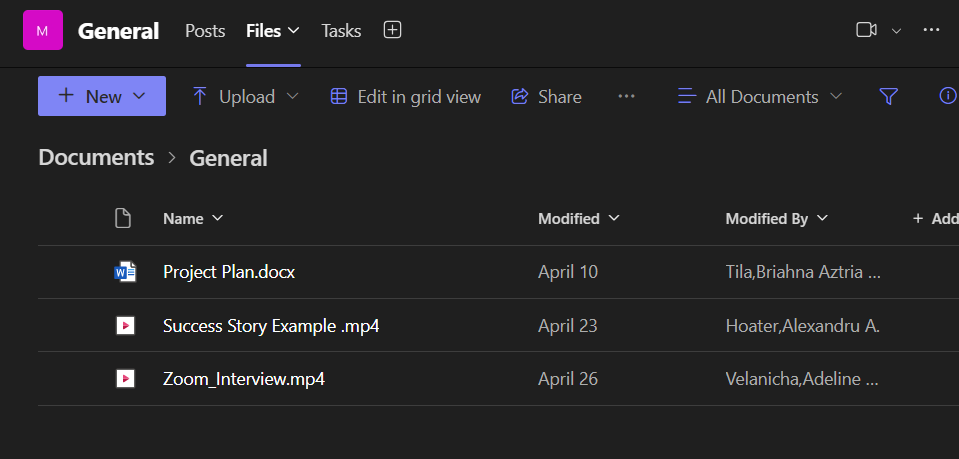 M General Posts Files Tasks
New Upload Edit in grid view Share ... All Documents
Documents > General
Name Modified Modified By + Add
Project Plan.docx April 10 Tila,Briahna Aztria ...
Success Story Example .mp4 April 23 Hoater,Alexandru A.
Zoom_Interview.mp4 April 26 Velanicha,Adeline ...